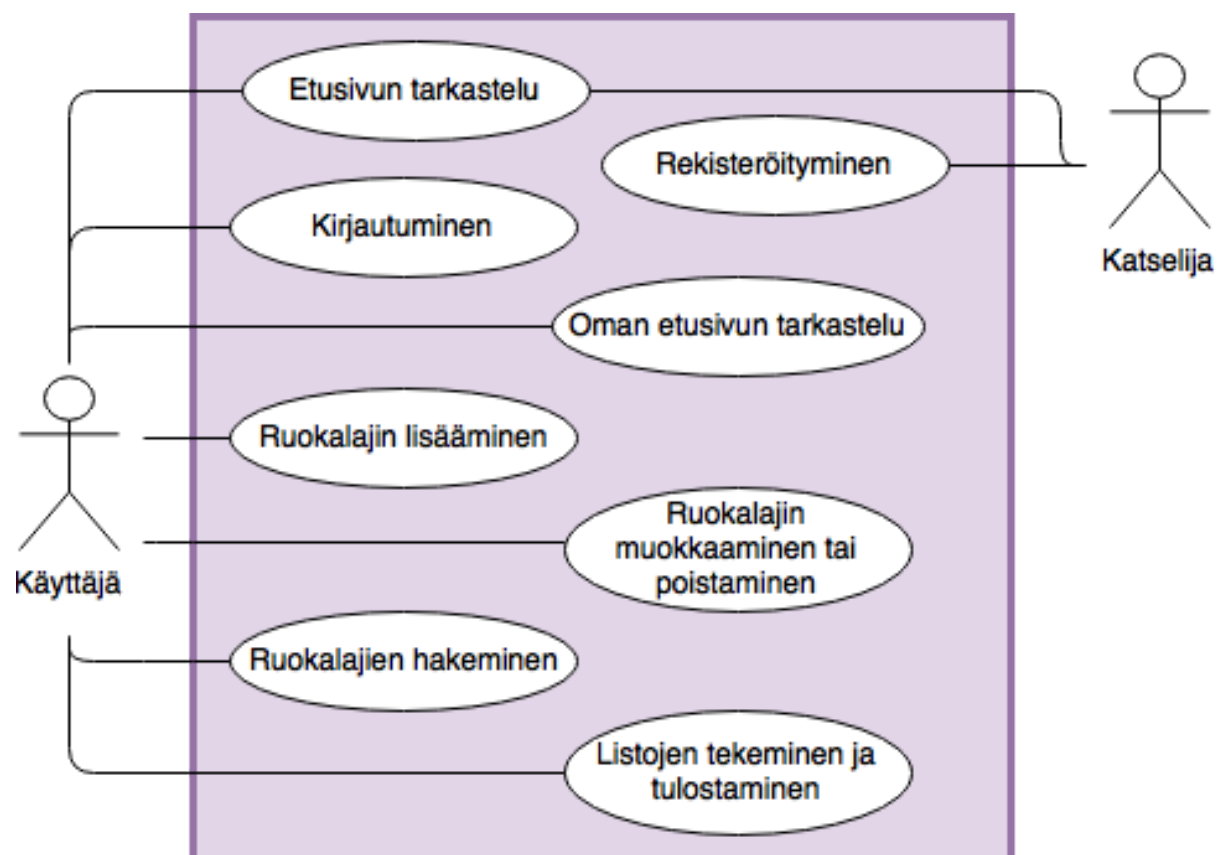 Etusivun tarkastelu
Rekisteröityminen
Katselija
Kirjautuminen
Oman etusivun tarkastelu
Ruokalajin lisääminen
Käyttäjä
Ruokalajin
muokkaaminen tai
poistaminen
Ruokalajien hakeminen
Listojen tekeminen ja
tulostaminen